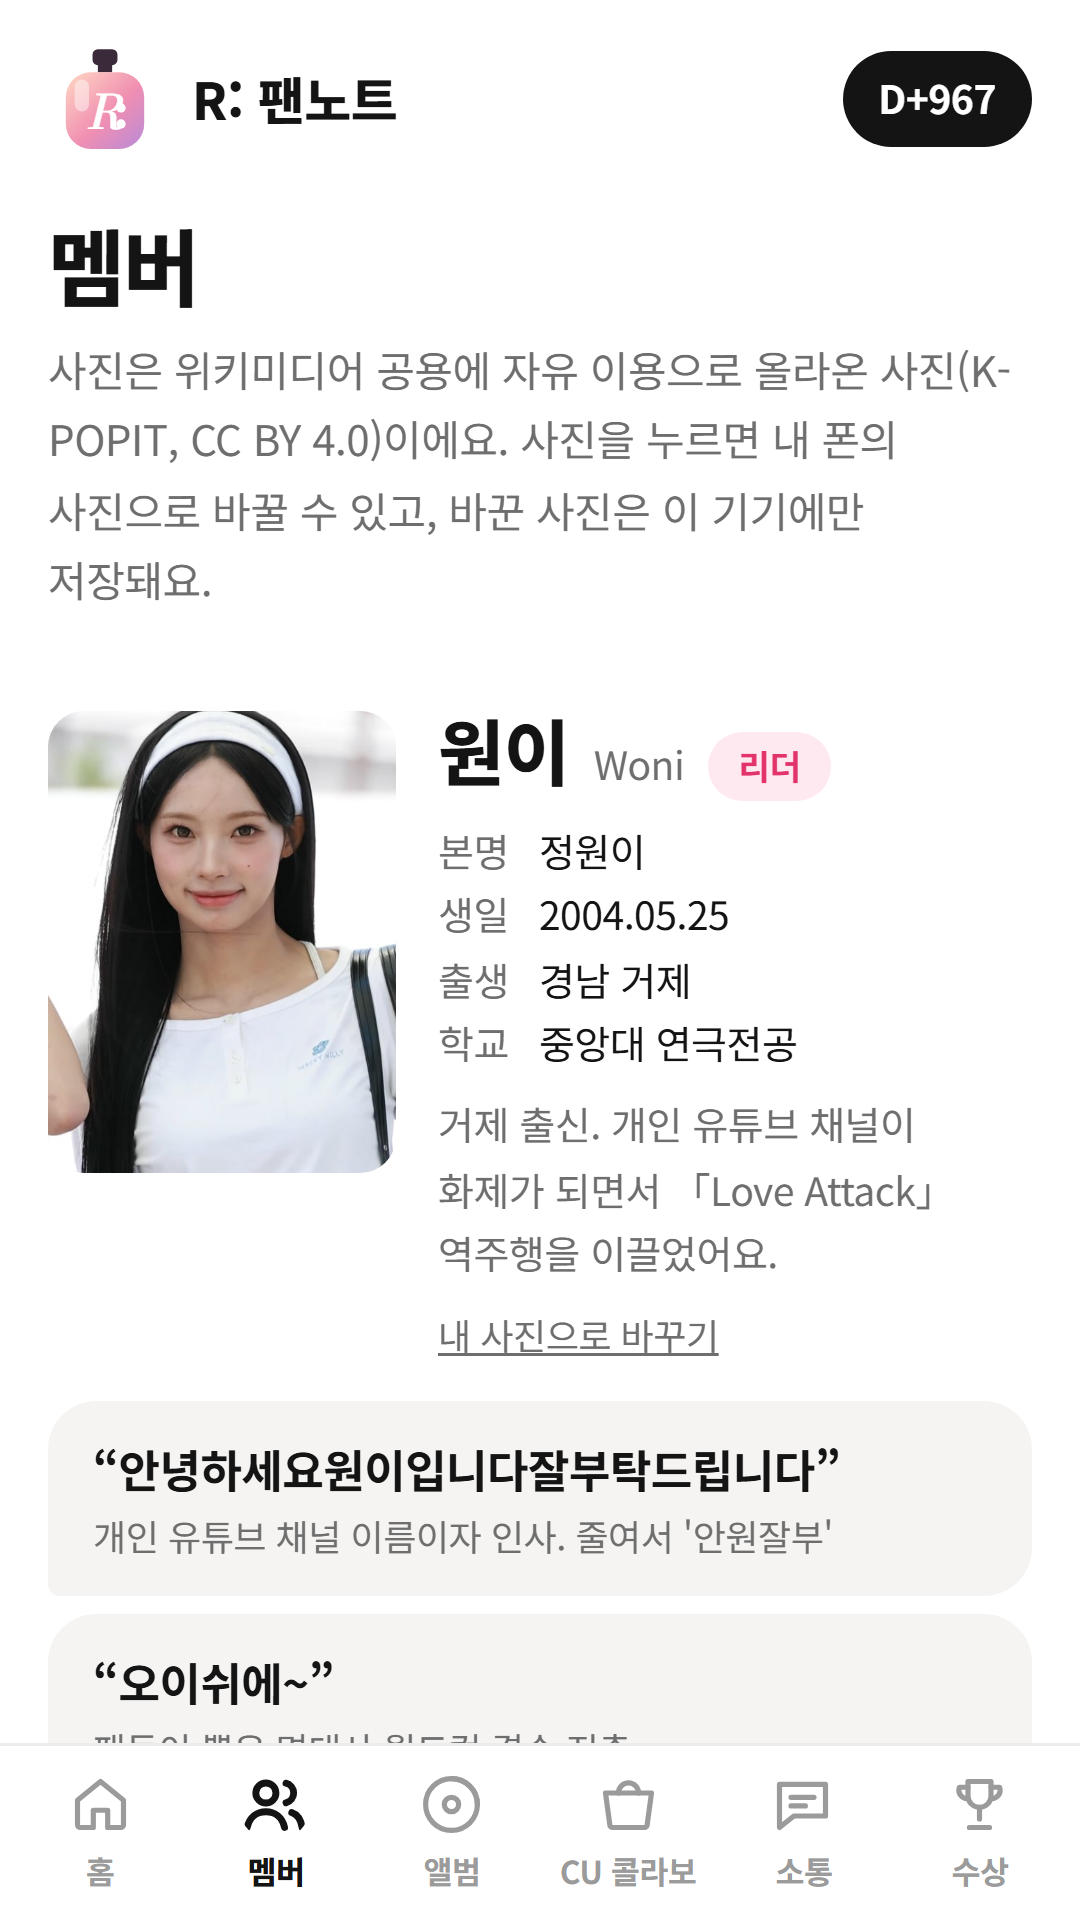 R: 팬노트
D+967
멤버
사진은 위키미디어 공용에 자유 이용으로 올라온 사진(K-
POPIT, CC BY 4.0)이에요. 사진을 누르면 내 폰의
사진으로 바꿀 수 있고, 바꾼 사진은 이 기기에만
저장돼요.
원이 Woni 리더
본명 정원이
생일 2004.05.25
출생 경남 거제
학교 중앙대 연극전공
거제 출신. 개인 유튜브 채널이
화제가 되면서 「Love Attack」
역주행을 이끌었어요.
내 사진으로 바꾸기
“안녕하세요원이입니다잘부탁드립니다”
개인 유튜브 채널 이름이자 인사. 줄여서 '안원잘부'
“오이쉬에~”
홈
멤버
앨범
CU 콜라보
소통
수상